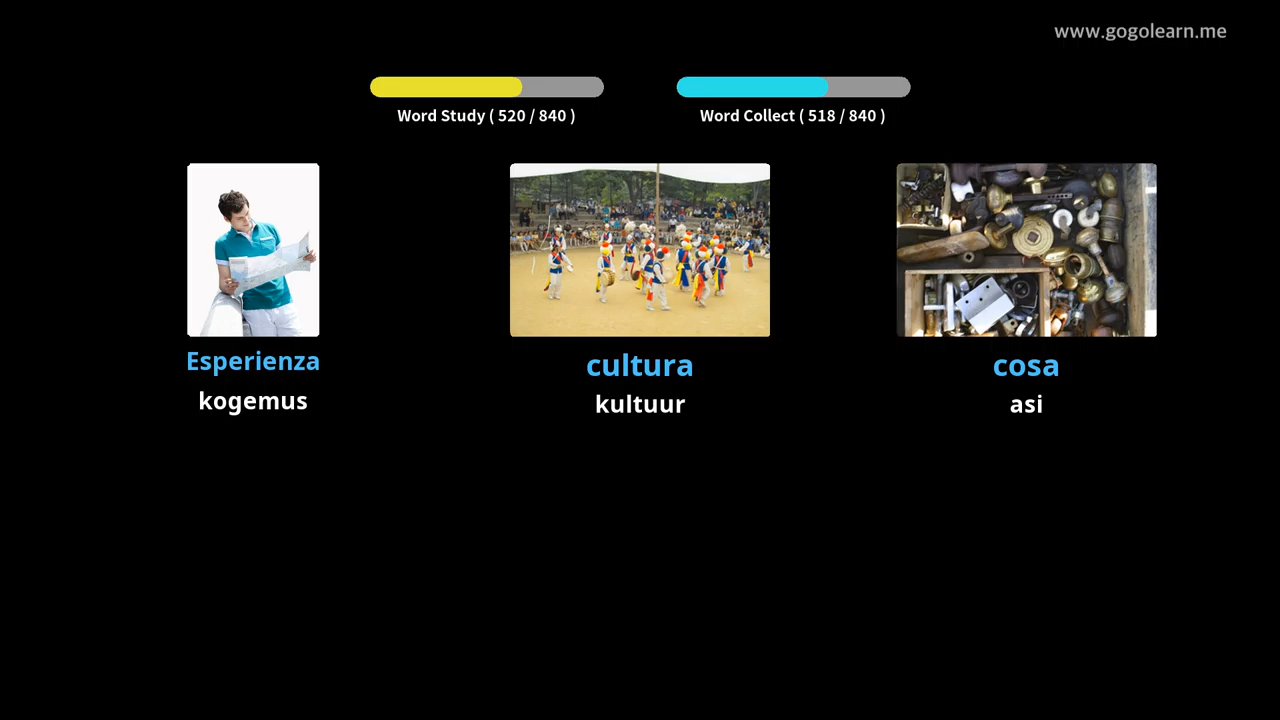 www.gogolearn.me
Word Study ( 520 / 840 )
Word Collect ( 518 / 840 )
Esperienza
kogemus
cultura
kultuur
cosa
asi